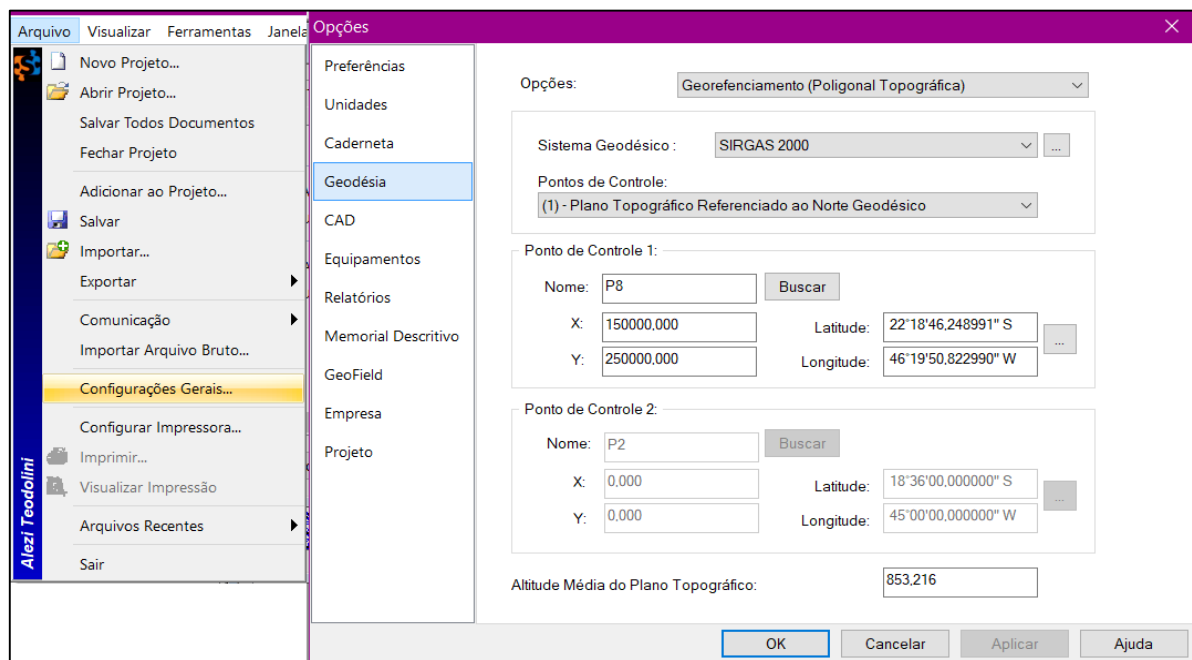 Arquivo Visualizar Ferramentas Janela
Novo Projeto...
Abrir Projeto...
Salvar Todos Documentos
Fechar Projeto
Adicionar ao Projeto...
Salvar
Importar...
Exportar
Comunicação
Importar Arquivo Bruto...
Configurações Gerais...
Configurar Impressora...
Imprimir...
Visualizar Impressão
Arquivos Recentes
Sair
Alezi Teodolini
Opções
Preferências
Unidades
Caderneta
Geodésia
CAD
Equipamentos
Relatórios
Memorial Descritivo
GeoField
Empresa
Projeto
Opções: Georefenciamento (Poligonal Topográfica)
Sistema Geodésico : SIRGAS 2000 ...
Pontos de Controle:
(1) - Plano Topográfico Referenciado ao Norte Geodésico
Ponto de Controle 1:
Nome: P8 Buscar
X: 150000,000 Latitude: 22°18'46,248991" S ...
Y: 250000,000 Longitude: 46°19'50,822990" W
Ponto de Controle 2:
Nome: P2 Buscar
X: 0,000 Latitude: 18°36'00,000000" S ...
Y: 0,000 Longitude: 45°00'00,000000" W
Altitude Média do Plano Topográfico: 853,216
OK Cancelar Aplicar Ajuda